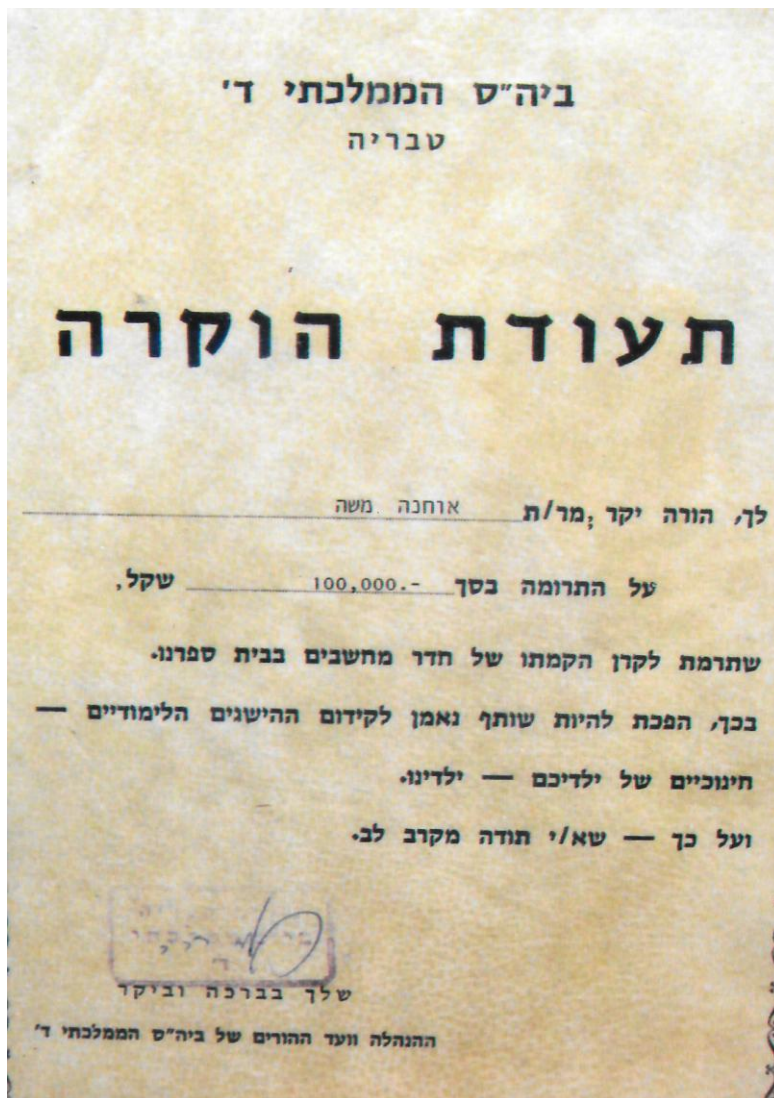 ביה״ס הממלכתי ד׳
טבריה
תעודת הוקרה
לך, הורה יקר ; מר/ת אוחנה משה
על התרומה בסך 100,000.- שקל,
שתרמת לקרן הקמתו של חדר מחשבים בבית ספרנו.
בכך, הפכת להיות שותף נאמן לקידום ההישגים הלימודיים —
חינוכיים של ילדיכם — ילדינו.
ועל כך — שא/י תודה מקרב לב.
שלך בברכה וביקר
ההנהלה וועד ההורים של ביה״ס הממלכתי ד׳